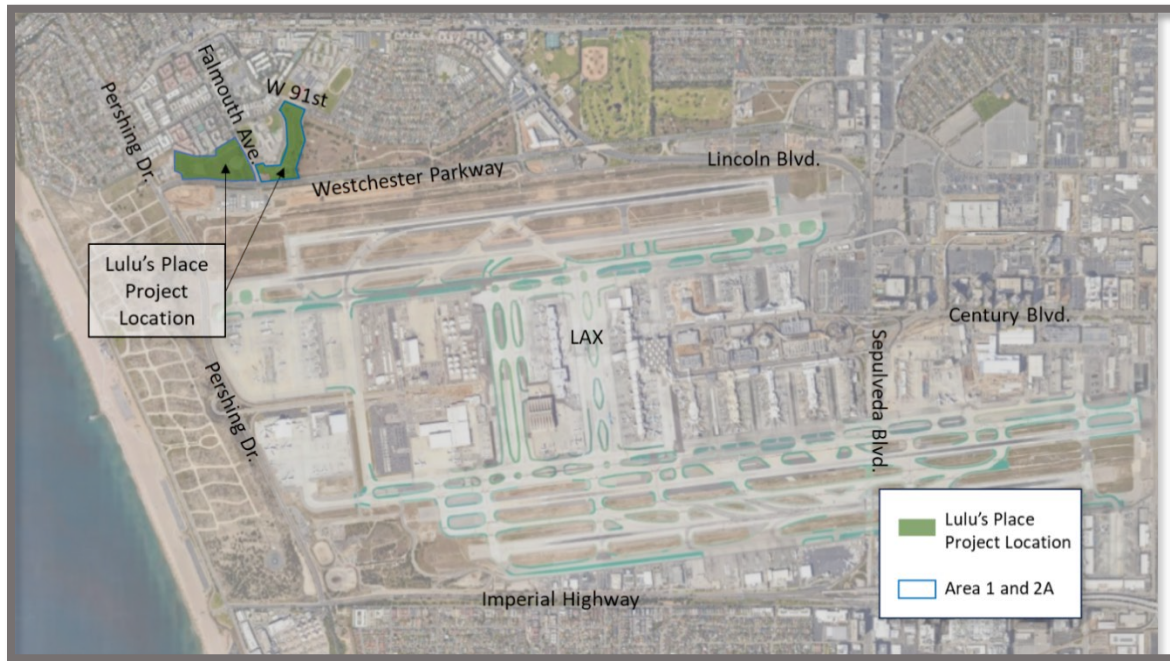 Falmouth Ave.
W 91st
Pershing Dr.
Westchester Parkway
Lincoln Blvd.
Lulu's Place
Project
Location
LAX
Century Blvd.
Sepulveda Blvd.
Pershing Dr.
Lulu's Place
Project Location
Area 1 and 2A
Imperial Highway